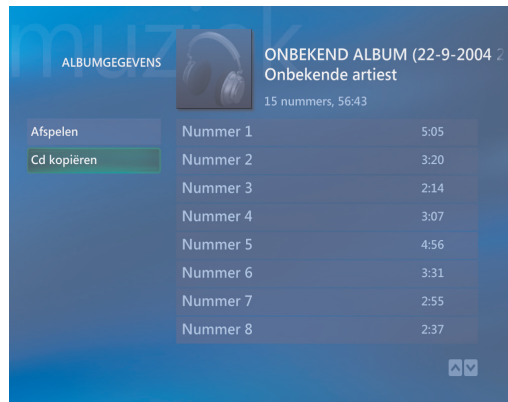 muziek
ALBUMGEGEVENS
ONBEKEND ALBUM (22-9-2004
Onbekende artiest
15 nummers, 56:43
Afspelen
Cd kopiëren
Nummer 1 5:05
Nummer 2 3:20
Nummer 3 2:14
Nummer 4 3:07
Nummer 5 4:56
Nummer 6 3:31
Nummer 7 2:55
Nummer 8 2:37